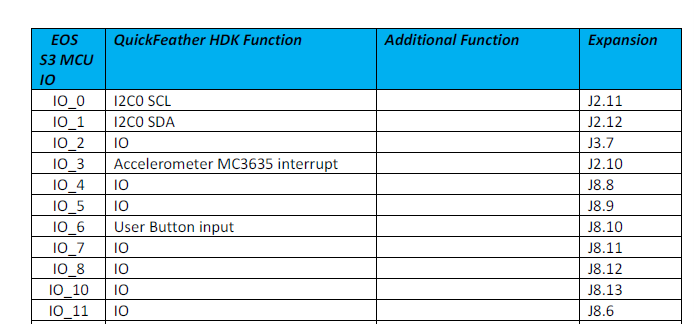 EOS S3 MCU IO QuickFeather HDK Function Additional Function Expansion
IO_0 I2C0 SCL J2.11
IO_1 I2C0 SDA J2.12
IO_2 IO J3.7
IO_3 Accelerometer MC3635 interrupt J2.10
IO_4 IO J8.8
IO_5 IO J8.9
IO_6 User Button input J8.10
IO_7 IO J8.11
IO_8 IO J8.12
IO_10 IO J8.13
IO_11 IO J8.6